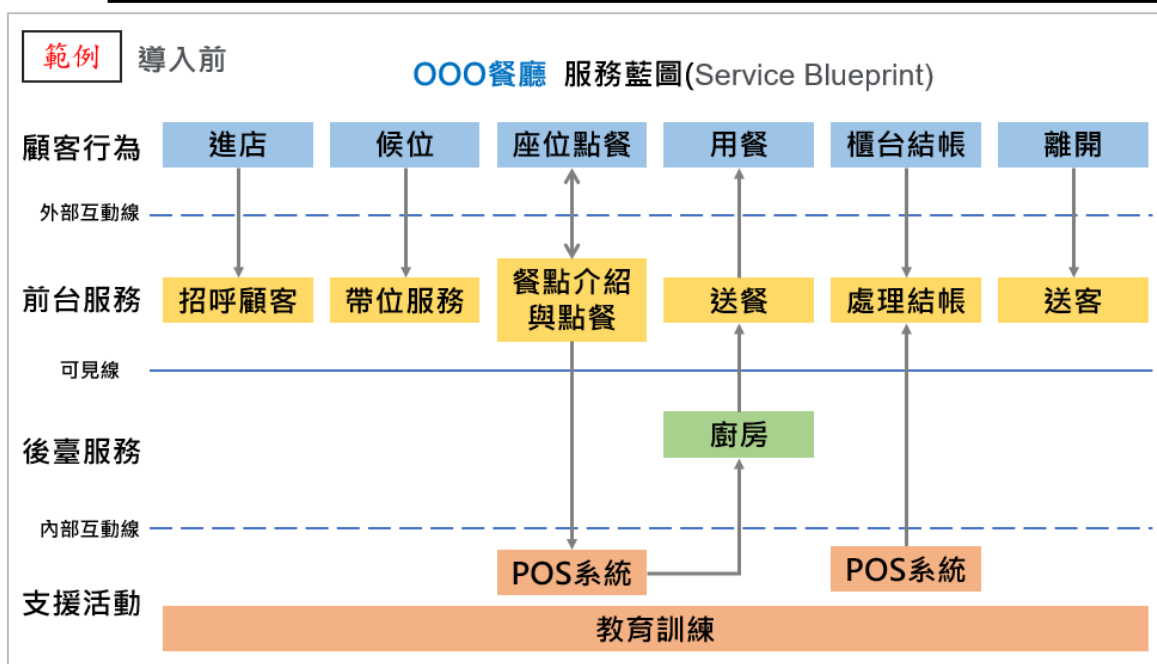 範例
導入前
OOO餐廳 服務藍圖(Service Blueprint)
顧客行為
進店
候位
座位點餐
用餐
櫃台結帳
離開
外部互動線
前台服務
招呼顧客
帶位服務
餐點介紹
與點餐
送餐
處理結帳
送客
可見線
後臺服務
廚房
內部互動線
支援活動
POS系統
POS系統
教育訓練